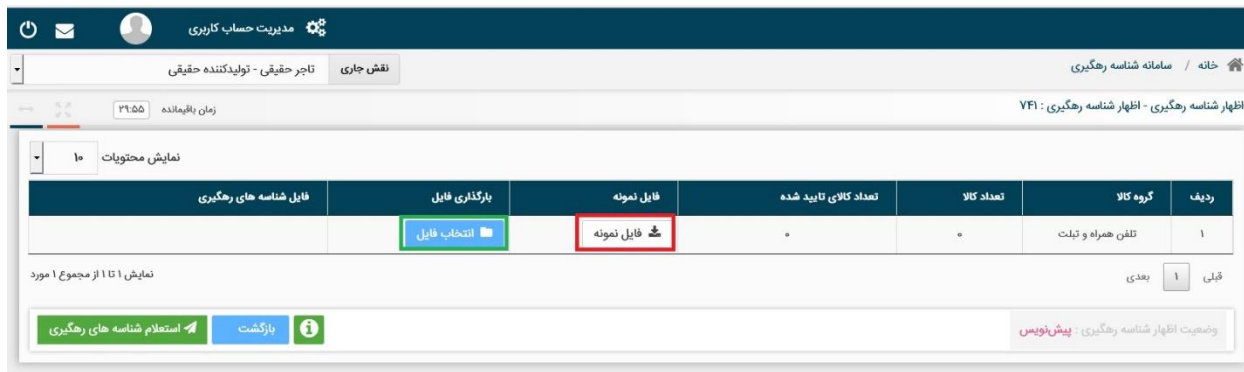 مدیریت حساب کاربری
خانه / سامانه شناسه رهگیری
نقش جاری تاجر حقیقی - تولیدکننده حقیقی
اظهار شناسه رهگیری - اظهار شناسه رهگیری : ۷۴۱
زمان باقیمانده ۲۹:۵۵
نمایش محتویات ۱۰
ردیف گروه کالا تعداد کالا تعداد کالای تایید شده فایل نمونه بارگذاری فایل فایل شناسه های رهگیری
۱ تلفن همراه و تبلت ۰ ۰ فایل نمونه انتخاب فایل
قبلی ۱ بعدی
نمایش ۱ تا ۱ از مجموع ۱ مورد
وضعیت اظهار شناسه رهگیری : پیش‌نویس
بازگشت استعلام شناسه های رهگیری